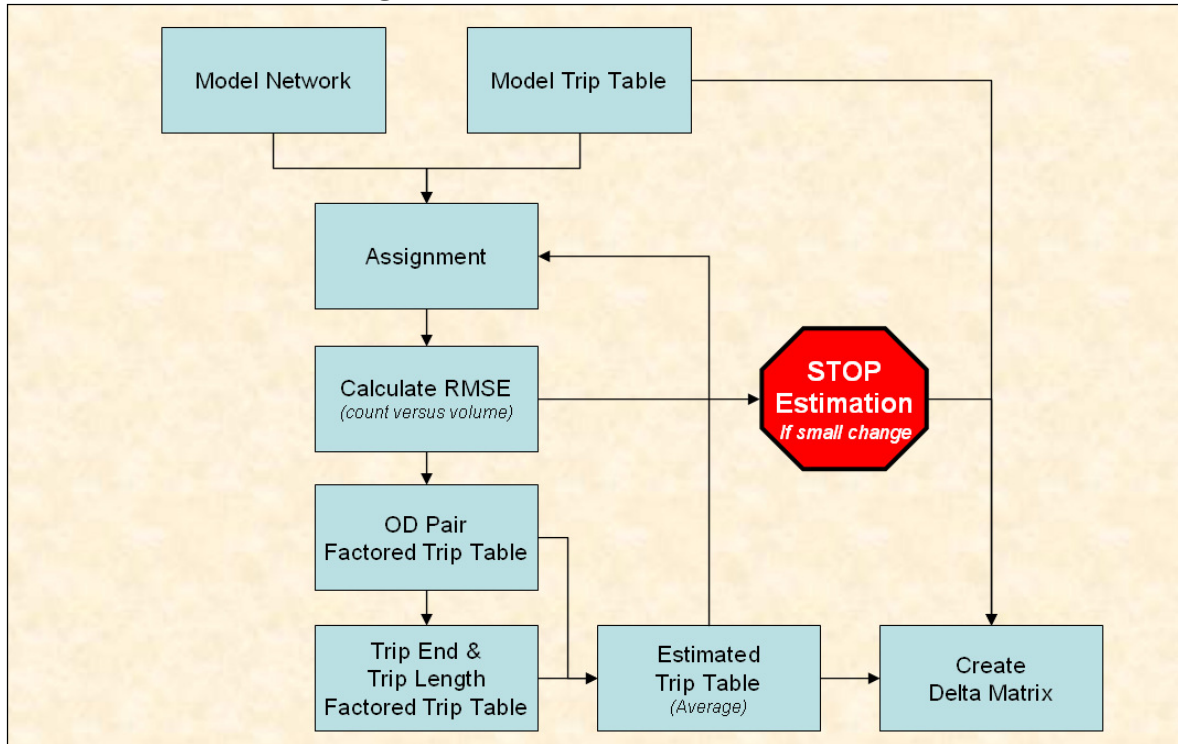 Model Network
Model Trip Table
Assignment
Calculate RMSE
(count versus volume)
STOP
Estimation
If small change
OD Pair
Factored Trip Table
Trip End &
Trip Length
Factored Trip Table
Estimated
Trip Table
(Average)
Create
Delta Matrix